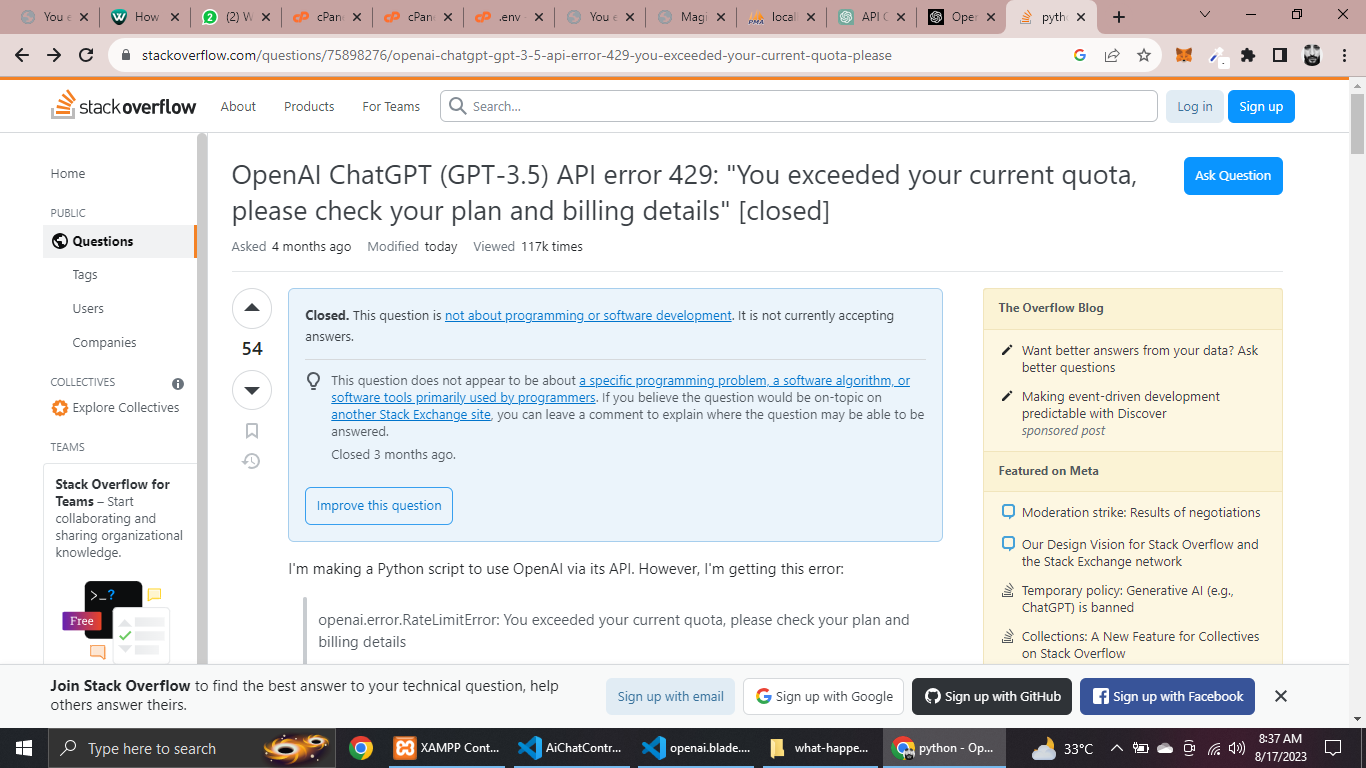 You e
How
(2) W
cPan
cPan
.env
You e
Magi
locall
API C
Open
pytho
stackoverflow.com/questions/75898276/openai-chatgpt-gpt-3-5-api-error-429-you-exceeded-your-current-quota-please
stackoverflow
About
Products
For Teams
Search...
Log in
Sign up
Home
PUBLIC
Questions
Tags
Users
Companies
COLLECTIVES
Explore Collectives
TEAMS
Stack Overflow for
Teams – Start
collaborating and
sharing organizational
knowledge.
>_?
Free
OpenAI ChatGPT (GPT-3.5) API error 429: "You exceeded your current quota,
please check your plan and billing details" [closed]
Ask Question
Asked 4 months ago Modified today Viewed 117k times
54
Closed. This question is not about programming or software development. It is not currently accepting
answers.
This question does not appear to be about a specific programming problem, a software algorithm, or
software tools primarily used by programmers. If you believe the question would be on-topic on
another Stack Exchange site, you can leave a comment to explain where the question may be able to be
answered.
Closed 3 months ago.
Improve this question
I'm making a Python script to use OpenAI via its API. However, I'm getting this error:
openai.error.RateLimitError: You exceeded your current quota, please check your plan and
billing details
The Overflow Blog
Want better answers from your data? Ask
better questions
Making event-driven development
predictable with Discover
sponsored post
Featured on Meta
Moderation strike: Results of negotiations
Our Design Vision for Stack Overflow and
the Stack Exchange network
Temporary policy: Generative AI (e.g.,
ChatGPT) is banned
Collections: A New Feature for Collectives
on Stack Overflow
Join Stack Overflow to find the best answer to your technical question, help
others answer theirs.
Sign up with email
Sign up with Google
Sign up with GitHub
Sign up with Facebook
Type here to search
XAMPP Cont...
AiChatContr...
openai.blade....
what-happe...
python - Op...
33°C
8:37 AM
8/17/2023